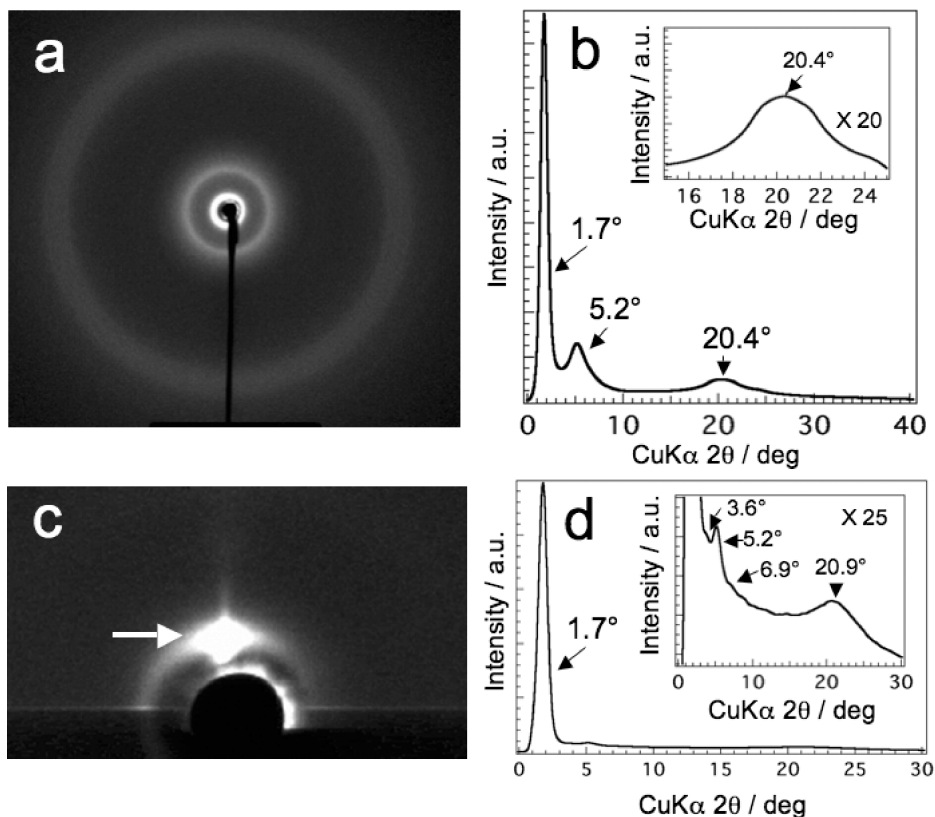 a
b
Intensity / a.u.
1.7°
5.2°
20.4°
0 10 20 30 40
CuKα 2θ / deg
Intensity / a.u.
20.4°
X 20
16 18 20 22 24
CuKα 2θ / deg
c
d
Intensity / a.u.
1.7°
0 5 10 15 20 25 30
CuKα 2θ / deg
Intensity / a.u.
3.6°
X 25
5.2°
6.9°
20.9°
0 5 10 15 20 25 30
CuKα 2θ / deg